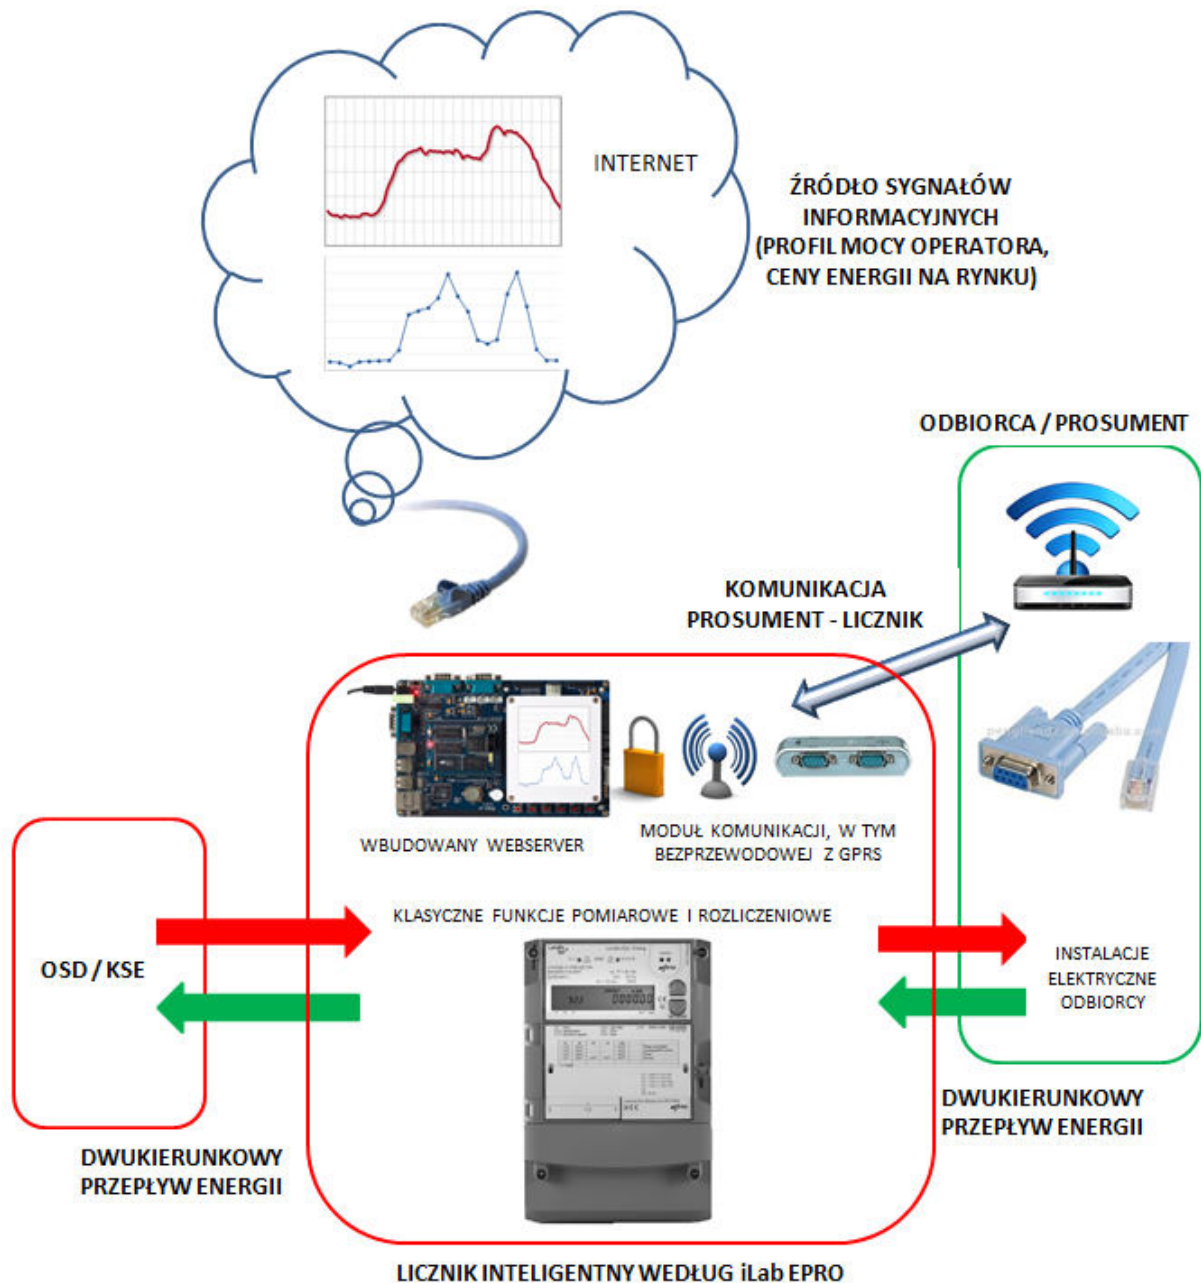 INTERNET
ŹRÓDŁO SYGNAŁÓW
INFORMACYJNYCH
(PROFIL MOCY OPERATORA,
CENY ENERGII NA RYNKU)
ODBIORCA / PROSUMENT
KOMUNIKACJA
PROSUMENT - LICZNIK
WBUDOWANY WEBSERVER
MODUŁ KOMUNIKACJI, W TYM
BEZPRZEWODOWEJ Z GPRS
KLASYCZNE FUNKCJE POMIAROWE I ROZLICZENIOWE
OSD / KSE
INSTALACJE
ELEKTRYCZNE
ODBIORCY
DWUKIERUNKOWY
PRZEPŁYW ENERGII
DWUKIERUNKOWY
PRZEPŁYW ENERGII
LICZNIK INTELIGENTNY WEDŁUG iLab EPRO